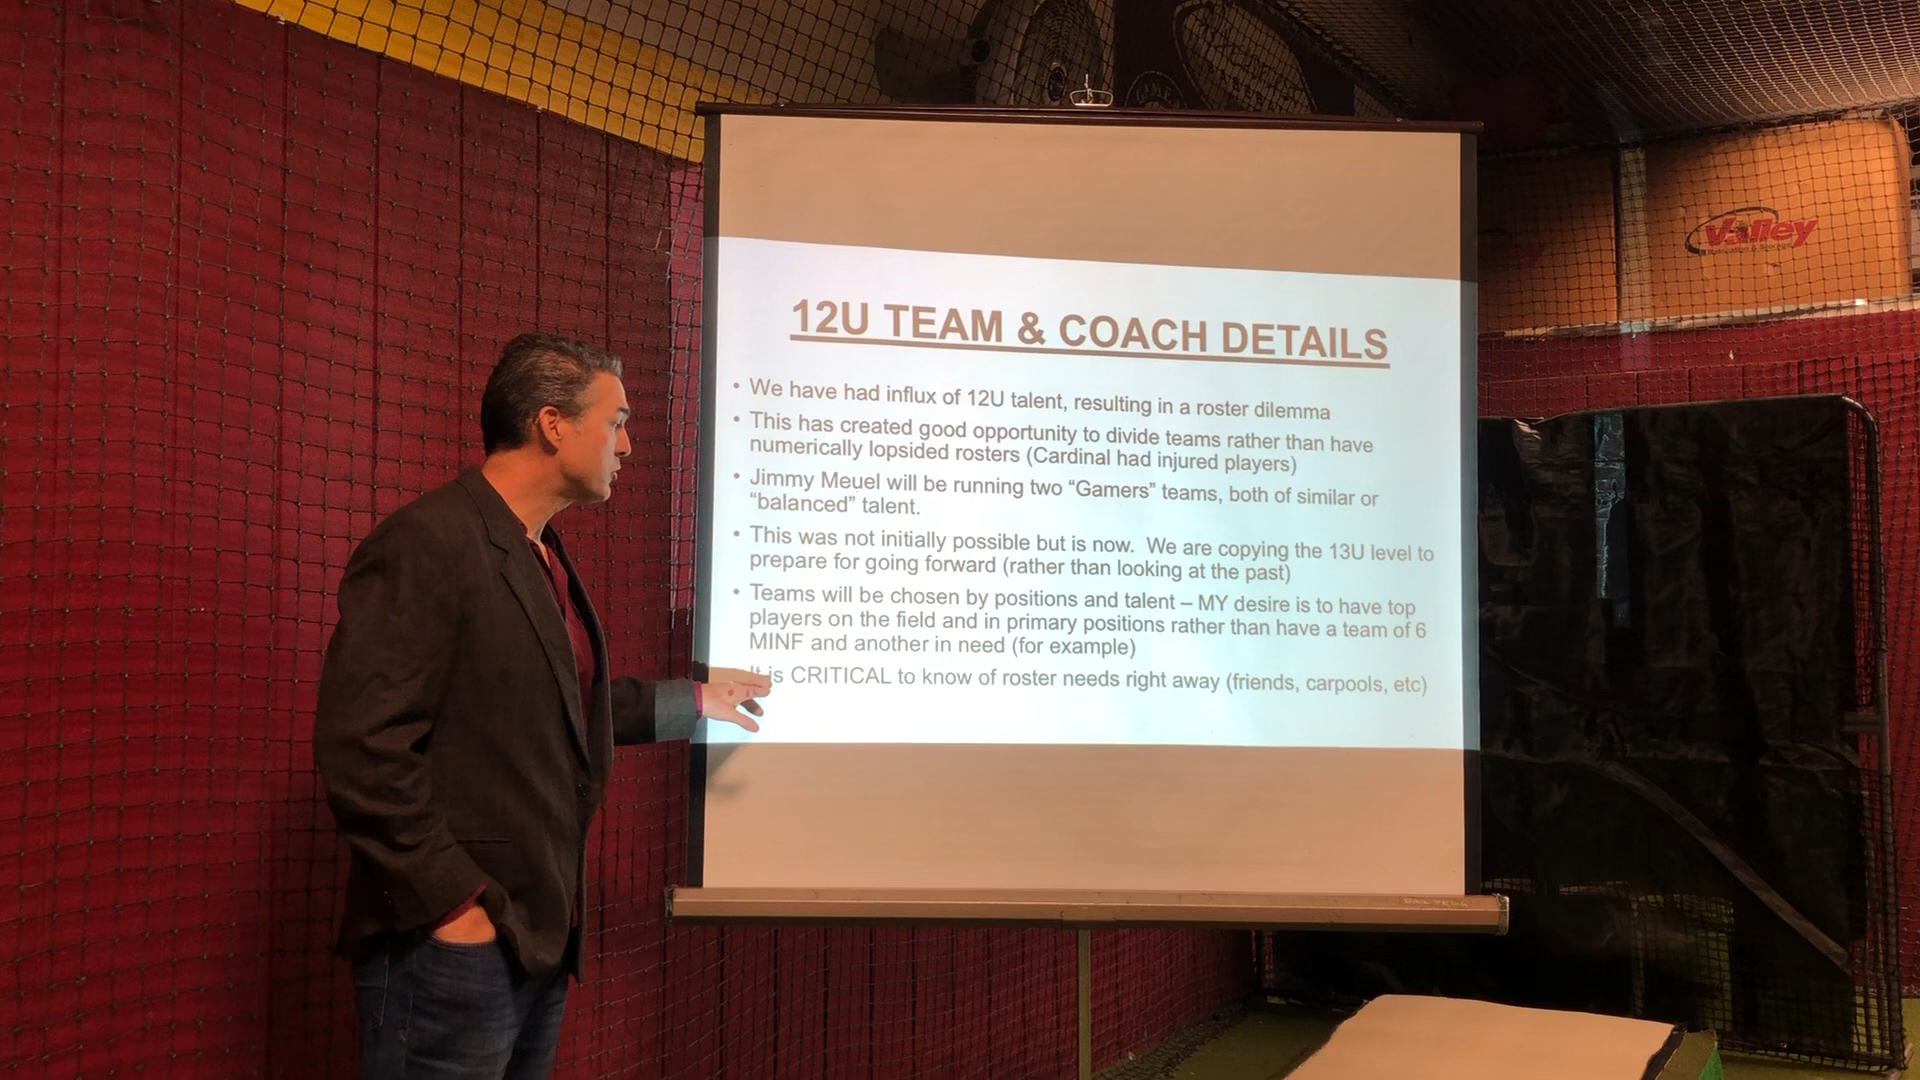 Valley
12U TEAM & COACH DETAILS
• We have had influx of 12U talent, resulting in a roster dilemma
• This has created good opportunity to divide teams rather than have
numerically lopsided rosters (Cardinal had injured players)
• Jimmy Meuel will be running two “Gamers” teams, both of similar or
“balanced” talent.
• This was not initially possible but is now.  We are copying the 13U level to
prepare for going forward (rather than looking at the past)
• Teams will be chosen by positions and talent – MY desire is to have top
players on the field and in primary positions rather than have a team of 6
MINF and another in need (for example)
It is CRITICAL to know of roster needs right away (friends, carpools, etc)